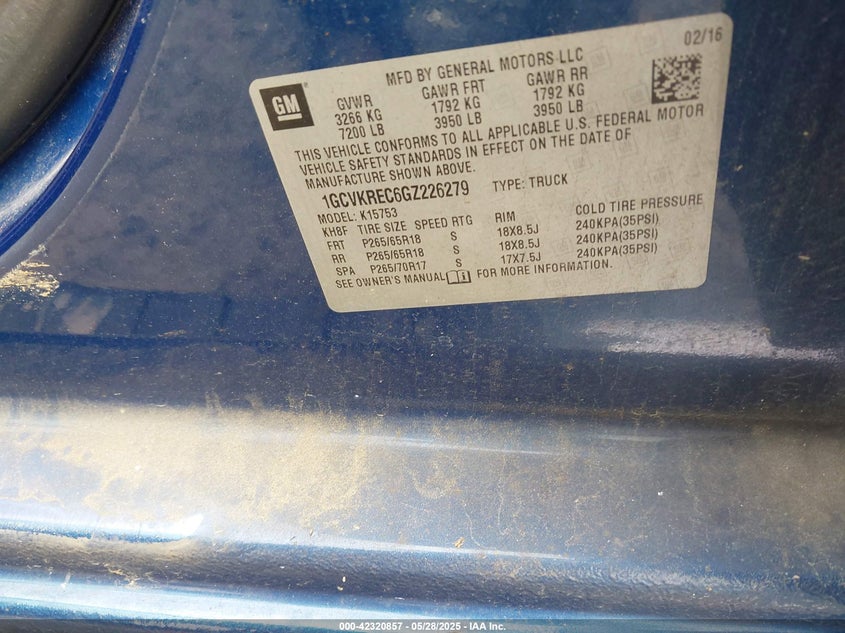 02/16
MFD BY GENERAL MOTORS LLC
GM
GVWR GAWR FRT GAWR RR
3266 KG 1792 KG 1792 KG
7200 LB 3950 LB 3950 LB
THIS VEHICLE CONFORMS TO ALL APPLICABLE U.S. FEDERAL MOTOR
VEHICLE SAFETY STANDARDS IN EFFECT ON THE DATE OF
MANUFACTURE SHOWN ABOVE.
1GCVKREC6GZ226279 TYPE: TRUCK
MODEL: K15753
KH8F TIRE SIZE SPEED RTG RIM COLD TIRE PRESSURE
FRT P265/65R18 S 18X8.5J 240KPA(35PSI)
RR P265/65R18 S 18X8.5J 240KPA(35PSI)
SPA P265/70R17 S 17X7.5J 240KPA(35PSI)
SEE OWNER'S MANUAL FOR MORE INFORMATION.
000-42320857 • 05/28/2025 • IAA Inc.